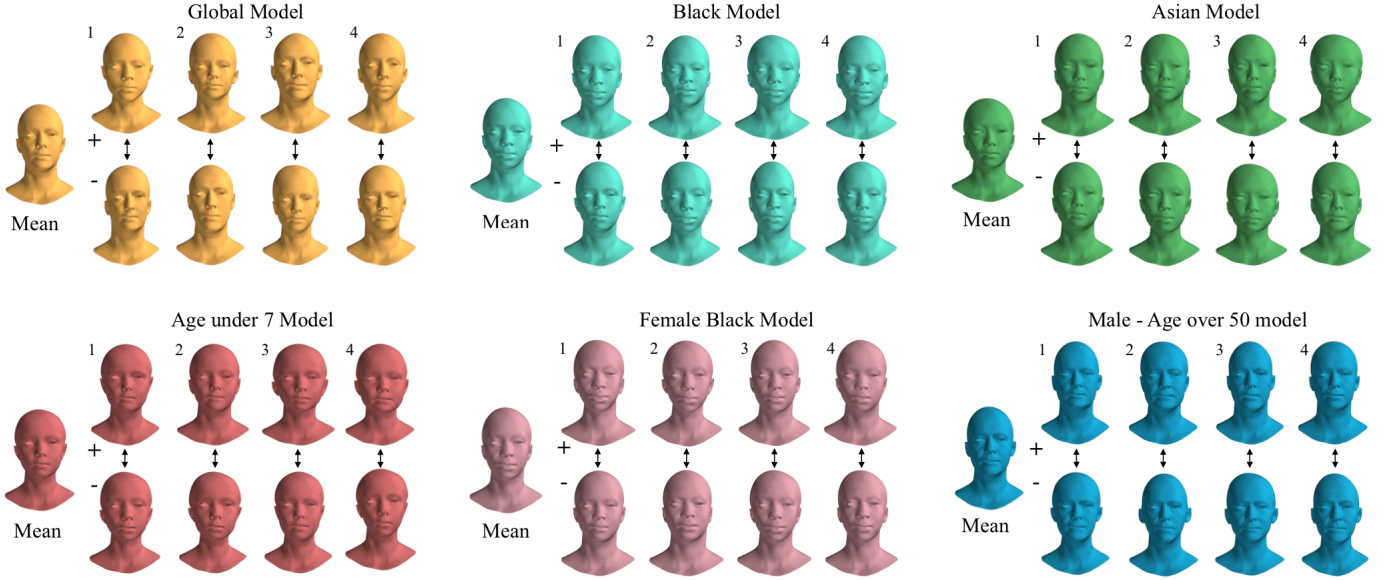 Global Model
1 2 3 4
+
-
Mean
Black Model
1 2 3 4
+
-
Mean
Asian Model
1 2 3 4
+
-
Mean
Age under 7 Model
1 2 3 4
+
-
Mean
Female Black Model
1 2 3 4
+
-
Mean
Male - Age over 50 model
1 2 3 4
+
-
Mean